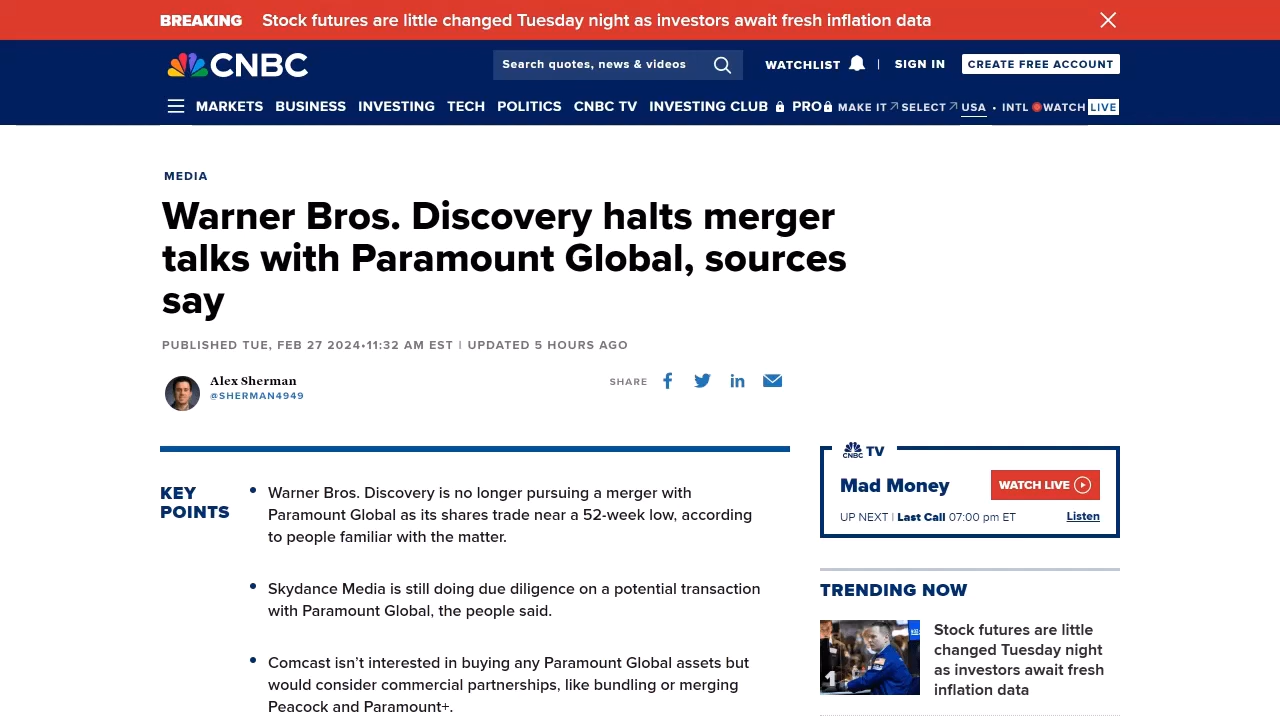 BREAKING Stock futures are little changed Tuesday night as investors await fresh inflation data
CNBC
Search quotes, news & videos
WATCHLIST | SIGN IN CREATE FREE ACCOUNT
MARKETS BUSINESS INVESTING TECH POLITICS CNBC TV INVESTING CLUB PRO MAKE IT SELECT USA • INTL WATCH LIVE
MEDIA
Warner Bros. Discovery halts merger
talks with Paramount Global, sources
say
PUBLISHED TUE, FEB 27 2024•11:32 AM EST | UPDATED 5 HOURS AGO
Alex Sherman
@SHERMAN4949
SHARE
KEY
POINTS
Warner Bros. Discovery is no longer pursuing a merger with
Paramount Global as its shares trade near a 52-week low, according
to people familiar with the matter.
Skydance Media is still doing due diligence on a potential transaction
with Paramount Global, the people said.
Comcast isn’t interested in buying any Paramount Global assets but
would consider commercial partnerships, like bundling or merging
Peacock and Paramount+.
CNBC TV
Mad Money
WATCH LIVE
UP NEXT | Last Call 07:00 pm ET
Listen
TRENDING NOW
1
Stock futures are little
changed Tuesday night
as investors await fresh
inflation data